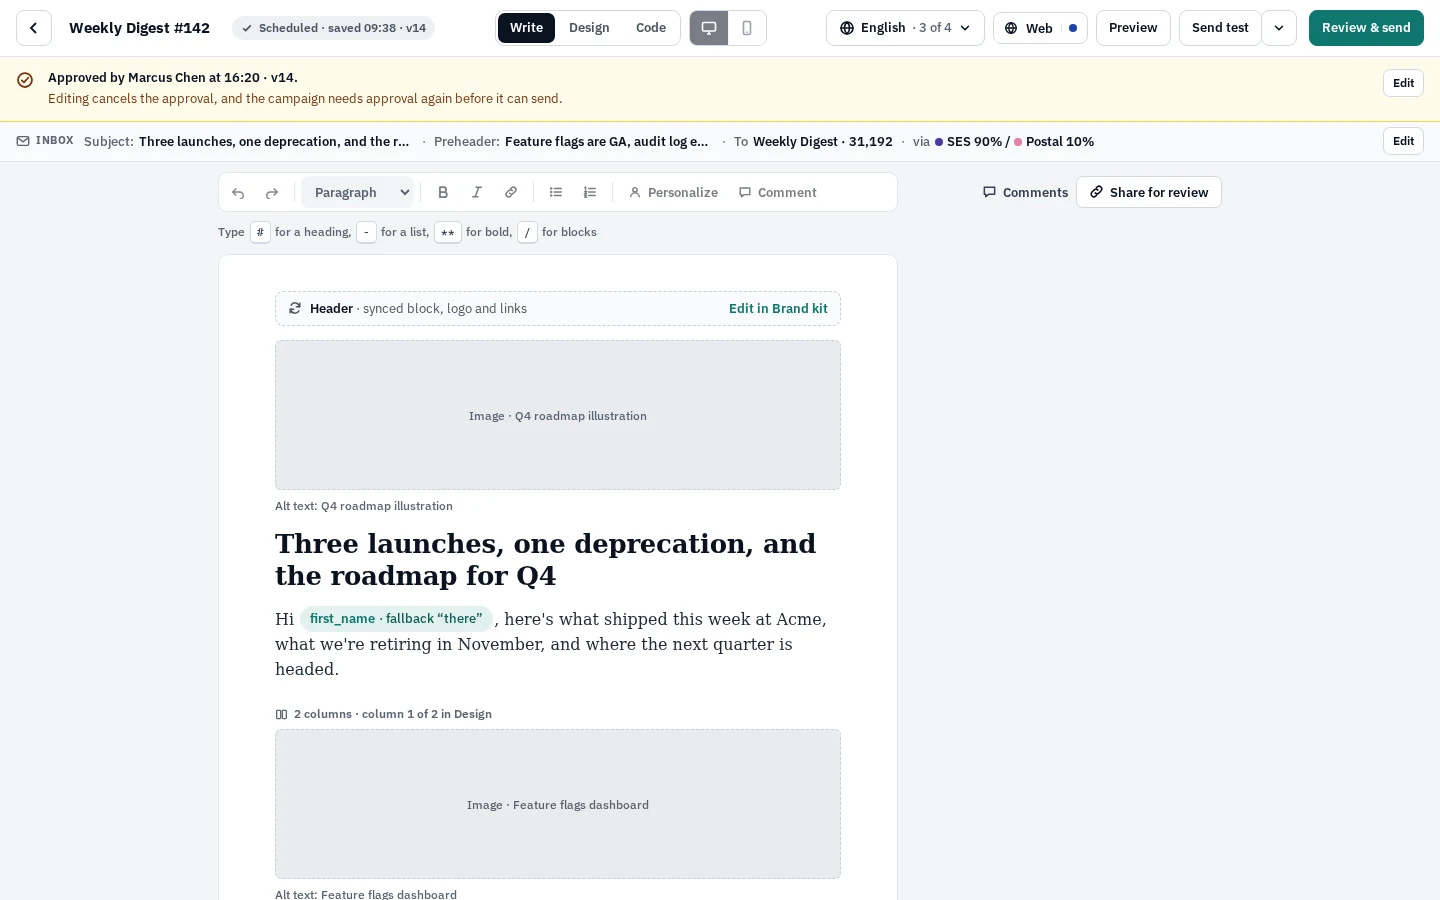 Weekly Digest #142
Scheduled · saved 09:38 · v14
Write Design Code
English · 3 of 4
Web
Preview
Send test
Review & send
Approved by Marcus Chen at 16:20 · v14.
Editing cancels the approval, and the campaign needs approval again before it can send.
Edit
INBOX Subject: Three launches, one deprecation, and the r... · Preheader: Feature flags are GA, audit log e... · To Weekly Digest · 31,192 · via SES 90% / Postal 10%
Edit
Paragraph
B I
Personalize
Comment
Comments
Share for review
Type # for a heading, - for a list, ** for bold, / for blocks
Header · synced block, logo and links
Edit in Brand kit
Image · Q4 roadmap illustration
Alt text: Q4 roadmap illustration
Three launches, one deprecation, and
the roadmap for Q4
Hi first_name · fallback “there” , here's what shipped this week at Acme,
what we're retiring in November, and where the next quarter is
headed.
2 columns · column 1 of 2 in Design
Image · Feature flags dashboard
Alt text: Feature flags dashboard